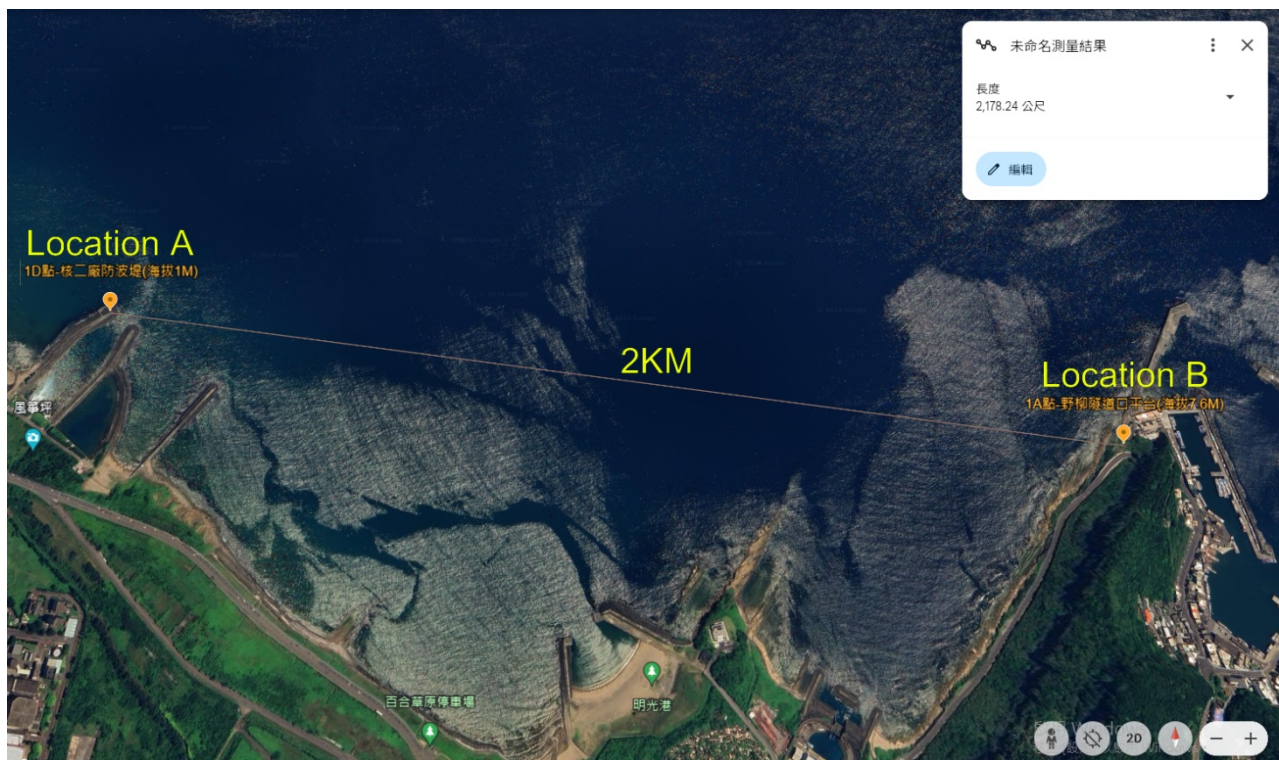 未命名測量結果
長度
2,178.24 公尺
編輯
Location A
1D點-核二廠防波堤(海拔1M)
2KM
Location B
1A點-野柳隧道口平台(海拔7.6M)
風箏坪
百合草原停車場
明光港
2D